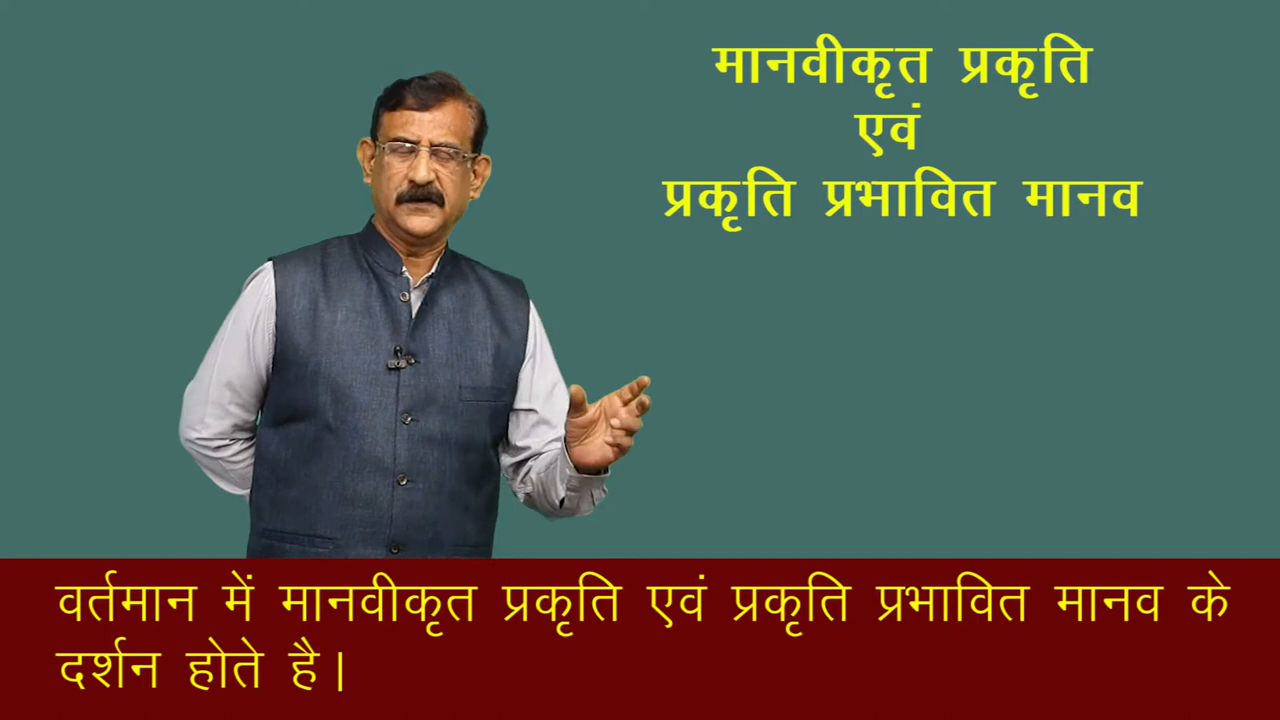 मानवीकृत प्रकृति
एवं
प्रकृति प्रभावित मानव
वर्तमान में मानवीकृत प्रकृति एवं प्रकृति प्रभावित मानव के
दर्शन होते है।